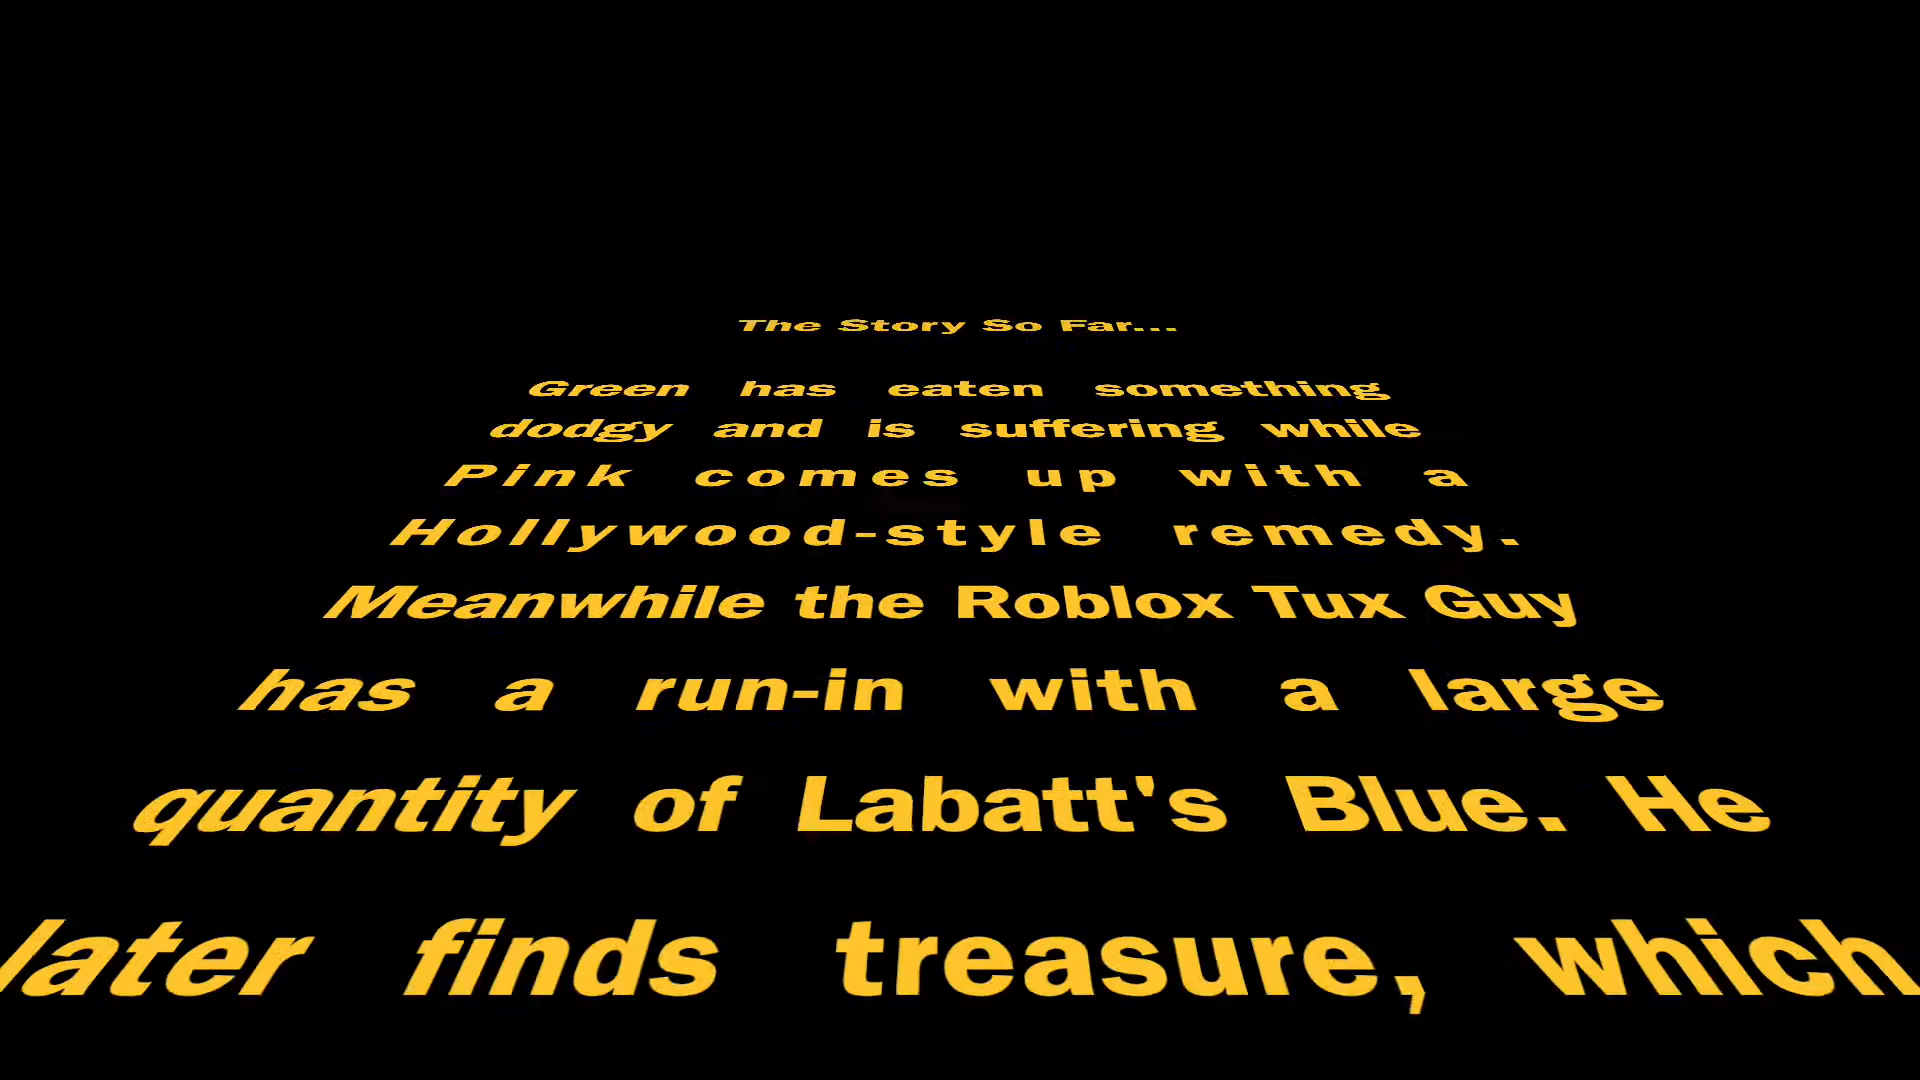 The Story So Far...
Green has eaten something
dodgy and is suffering while
Pink comes up with a
Hollywood-style remedy.
Meanwhile the Roblox Tux Guy
has a run-in with a large
quantity of Labatt's Blue. He
later finds treasure, which